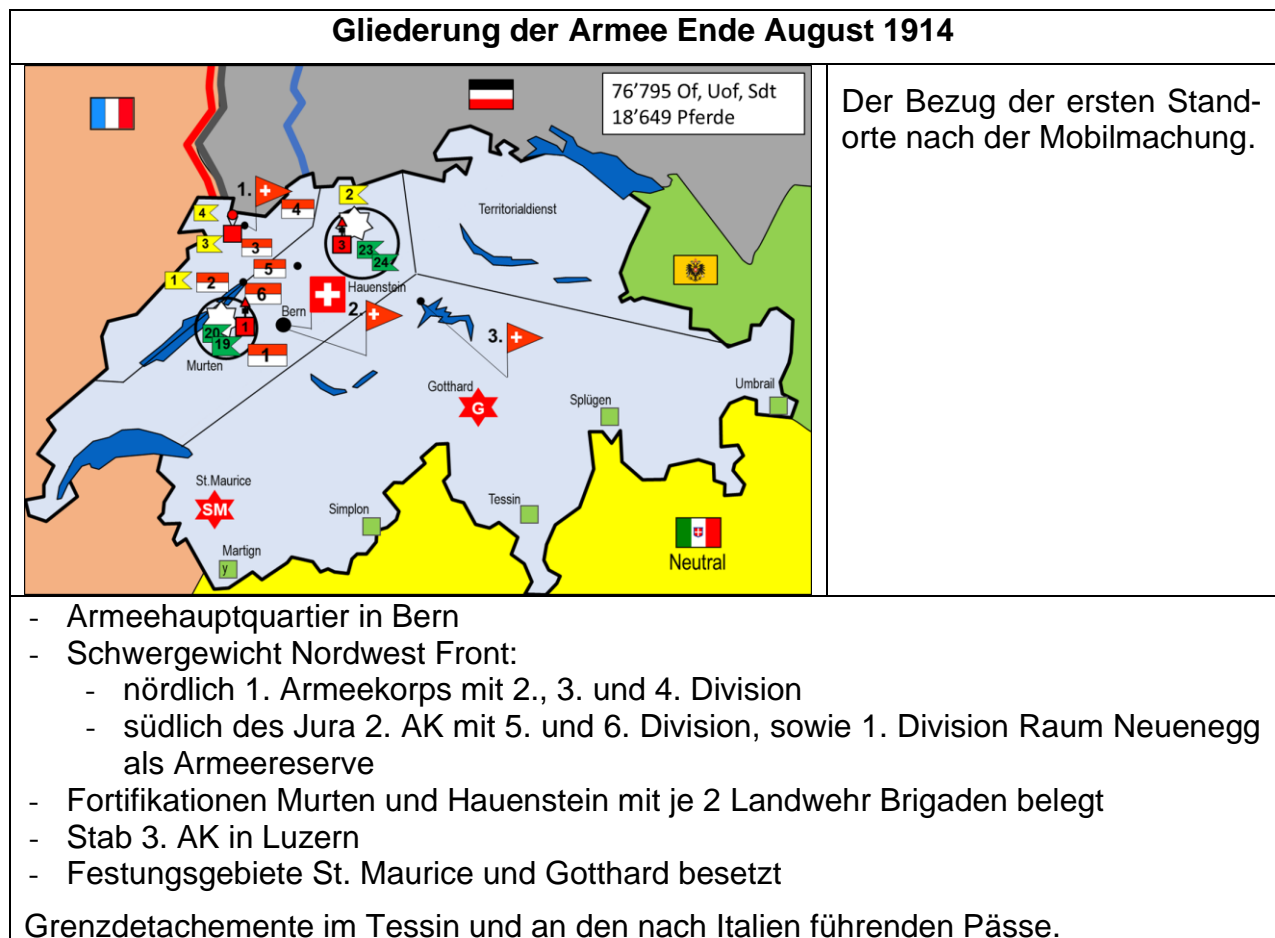 Gliederung der Armee Ende August 1914
76’795 Of, Uof, Sdt
18’649 Pferde
Der Bezug der ersten Stand-
orte nach der Mobilmachung.
1.
4
2
4
3
3
5
1
2
6
3
23
24
Territorialdienst
Hauenstein
Bern
2.
3.
20
19
1
1
Murten
Gotthard
G
Splügen
Umbrail
St.Maurice
SM
Simplon
Tessin
Martign
y
Neutral
- Armeehauptquartier in Bern
- Schwergewicht Nordwest Front:
- nördlich 1. Armeekorps mit 2., 3. und 4. Division
- südlich des Jura 2. AK mit 5. und 6. Division, sowie 1. Division Raum Neuenegg
als Armeereserve
- Fortifikationen Murten und Hauenstein mit je 2 Landwehr Brigaden belegt
- Stab 3. AK in Luzern
- Festungsgebiete St. Maurice und Gotthard besetzt
Grenzdetachemente im Tessin und an den nach Italien führenden Pässe.